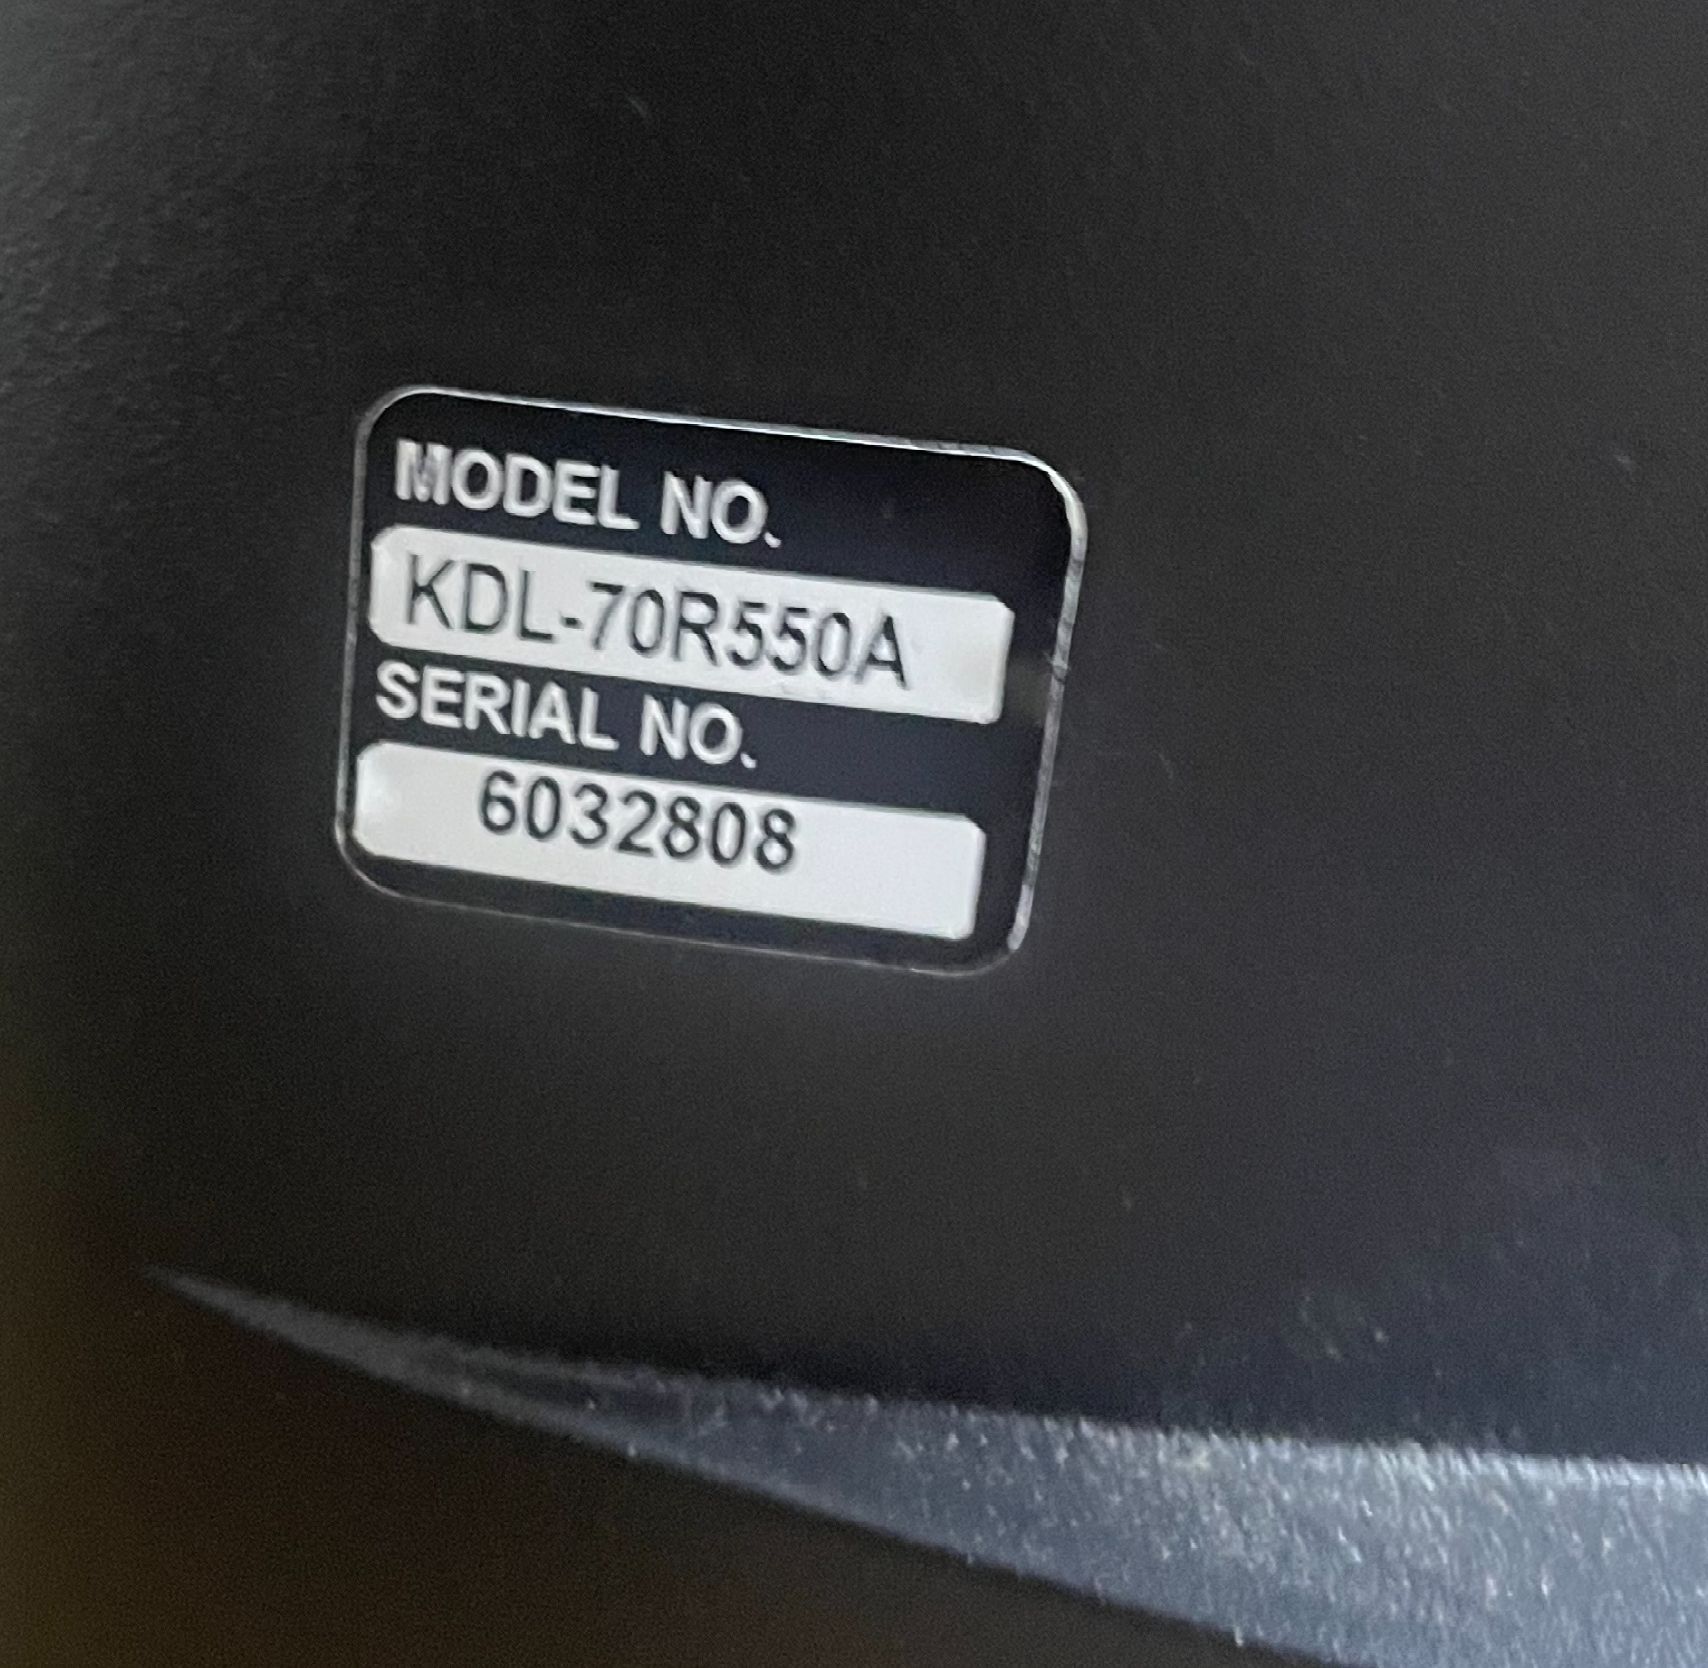 MODEL NO.
KDL-70R550A
SERIAL NO.
6032808